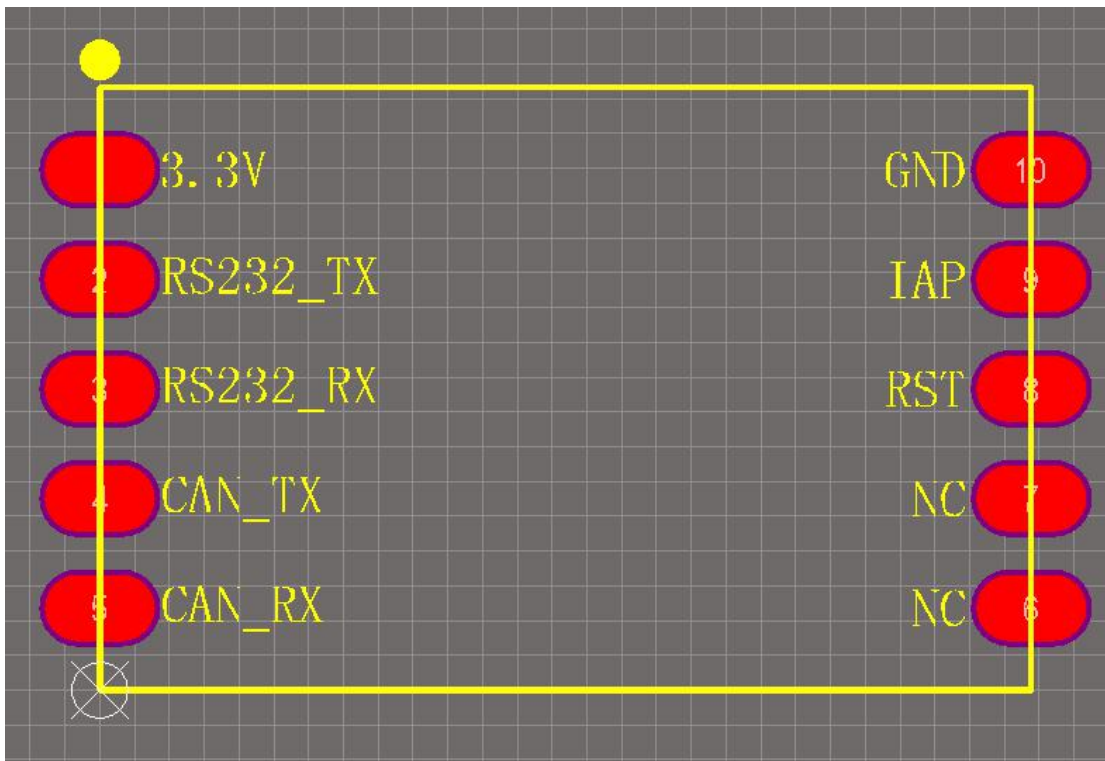 3.3V
GND 10
2 RS232_TX
IAP 9
3 RS232_RX
RST 8
4 CAN_TX
NC 7
5 CAN_RX
NC 6